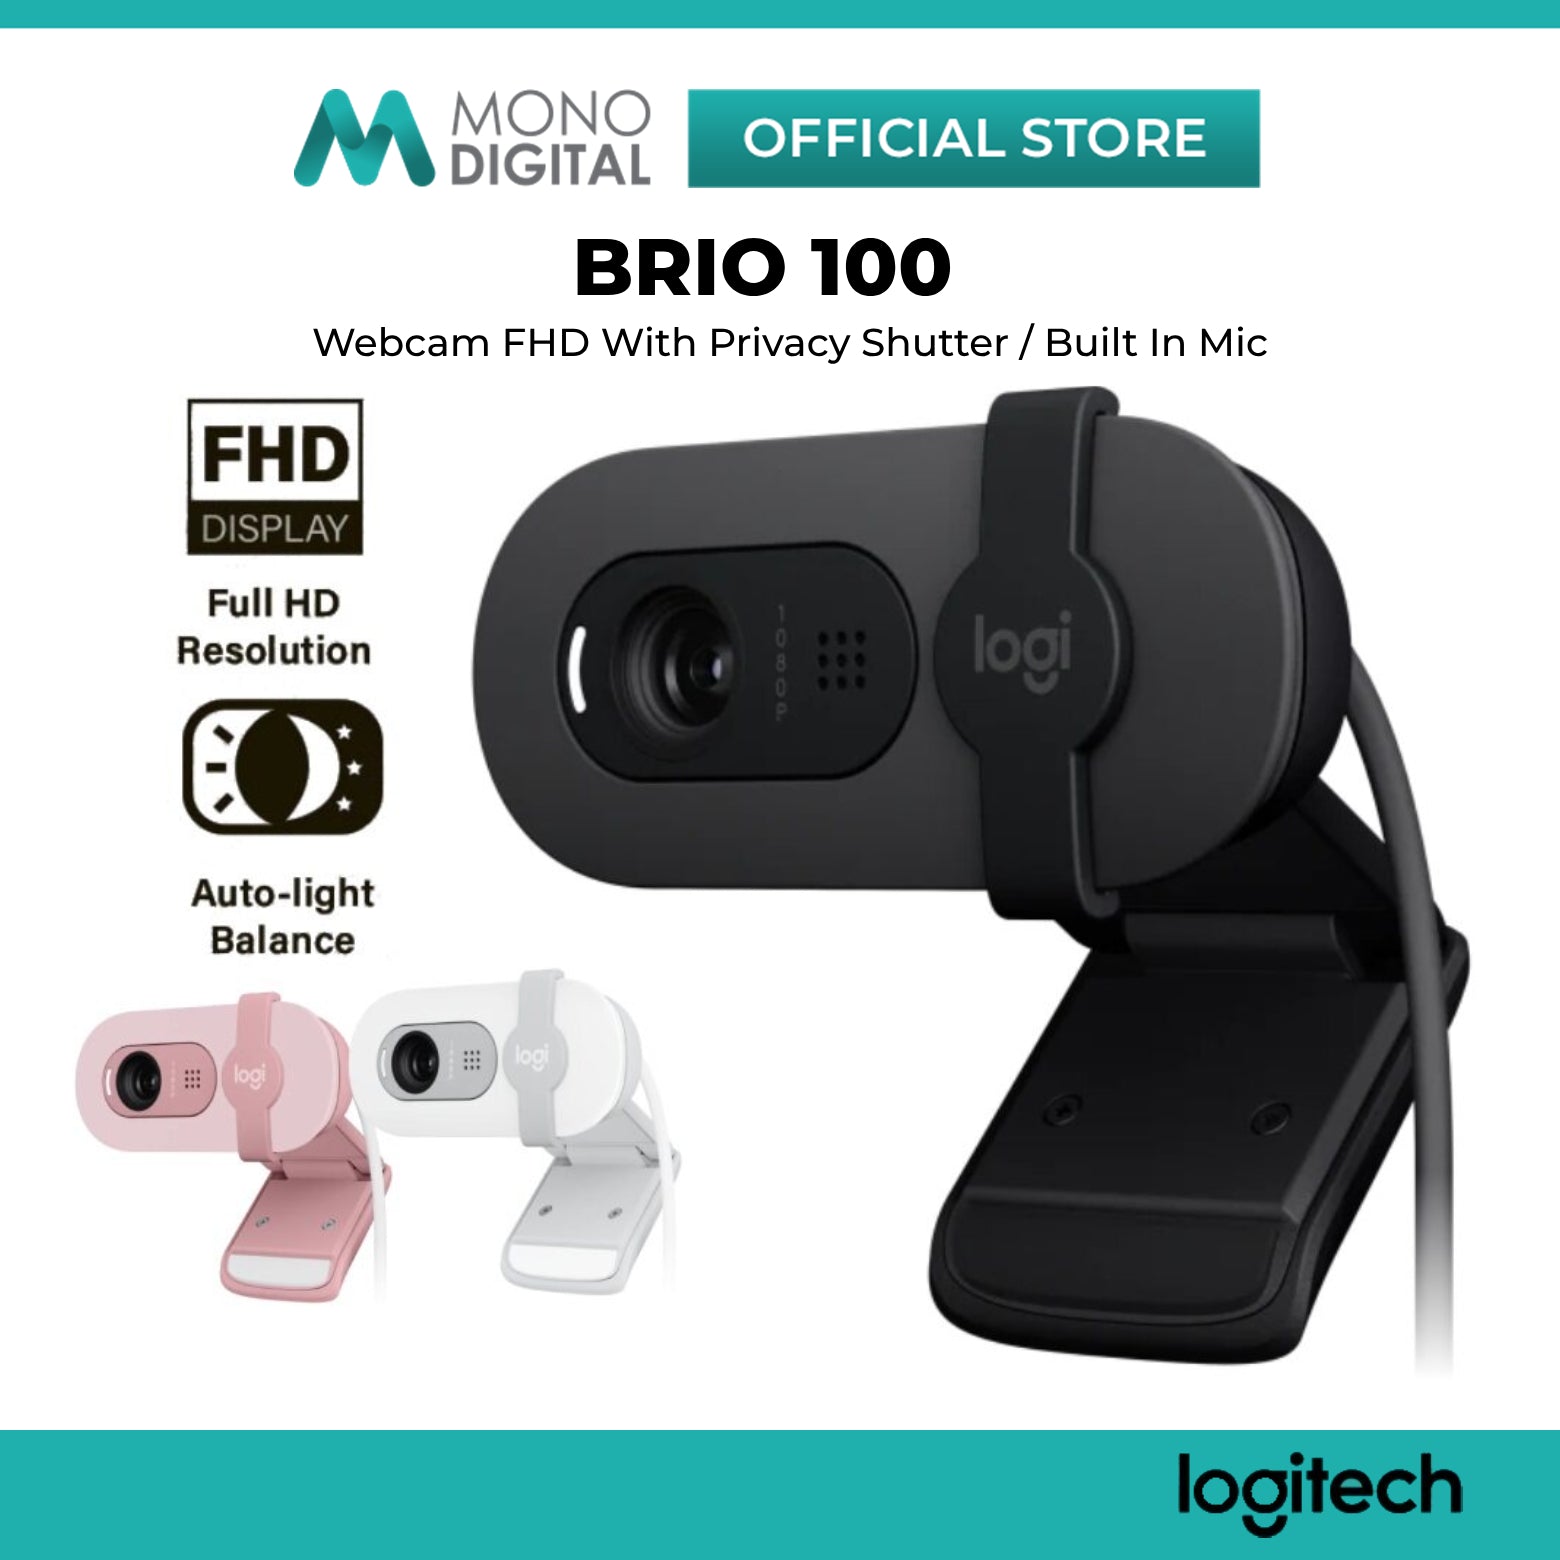 MONO
DIGITAL
OFFICIAL STORE
BRIO 100
Webcam FHD With Privacy Shutter / Built In Mic
FHD
DISPLAY
Full HD
Resolution
Auto-light
Balance
1080P
logi
logi
logi
logitech